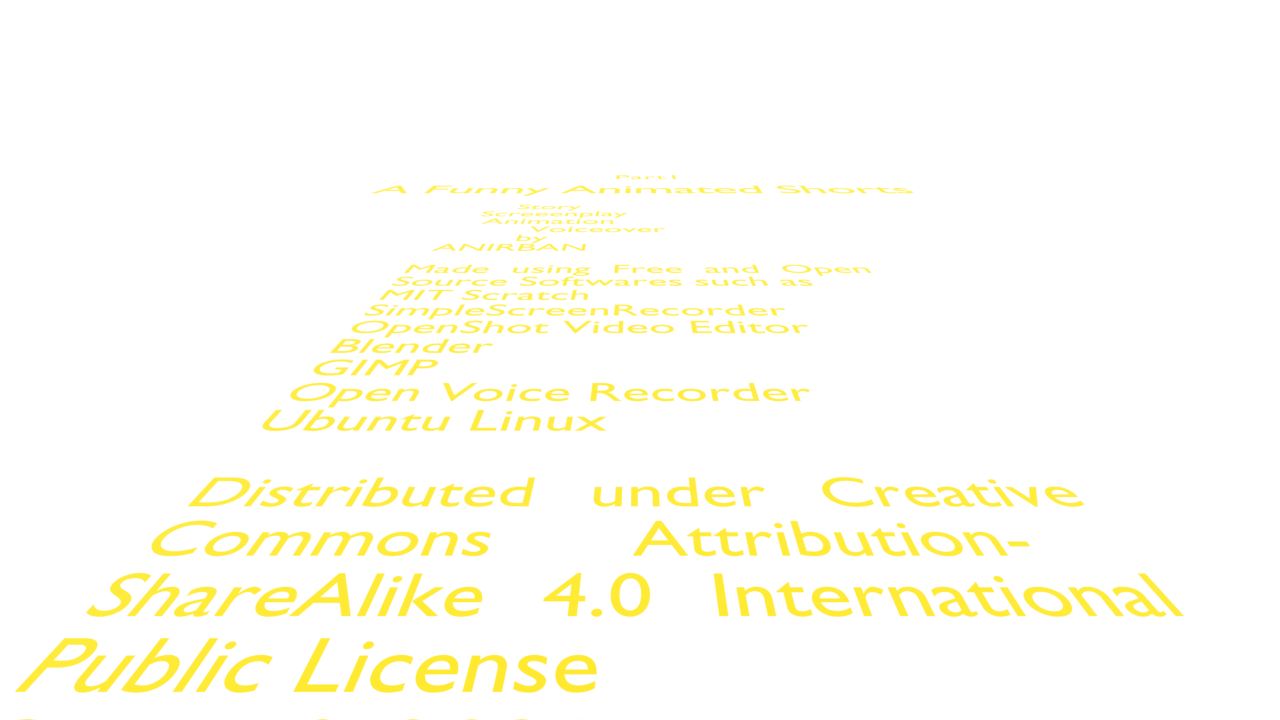 Part I
A Funny Animated Shorts
Story
Screeenplay
Animation
Voiceover
by
ANIRBAN
Made using Free and Open
Source Softwares such as
MIT Scratch
SimpleScreenRecorder
OpenShot Video Editor
Blender
GIMP
Open Voice Recorder
Ubuntu Linux
Distributed under Creative
Commons Attribution-
ShareAlike 4.0 International
Public License